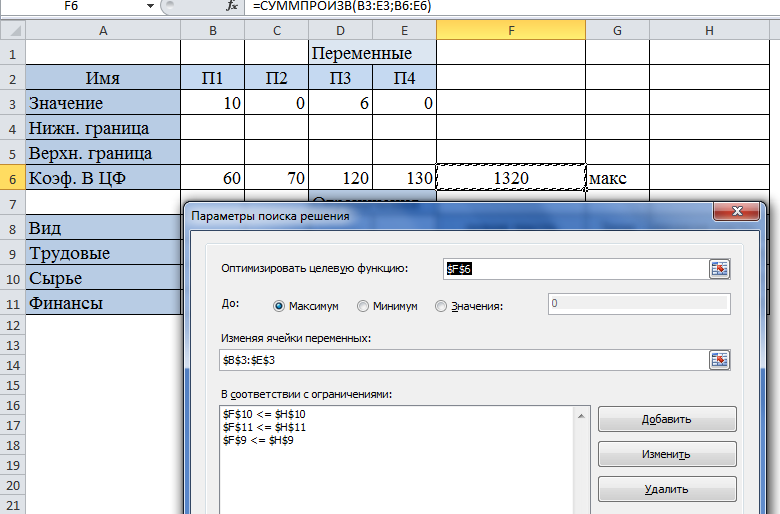 F6 fx =СУММПРОИЗВ(B3:E3;B6:E6)
A B C D E F G H
1 Переменные
2 Имя П1 П2 П3 П4
3 Значение 10 0 6 0
4 Нижн. граница
5 Верхн. граница
6 Коэф. В ЦФ 60 70 120 130 1320 макс
7
8 Вид
9 Трудовые
10 Сырье
11 Финансы
12
13
14
15
16
17
18
19
20
21
Параметры поиска решения
Оптимизировать целевую функцию: $F$6
До: Максимум Минимум Значения: 0
Изменяя ячейки переменных:
$B$3:$E$3
В соответствии с ограничениями:
$F$10 <= $H$10
$F$11 <= $H$11
$F$9 <= $H$9
Добавить
Изменить
Удалить